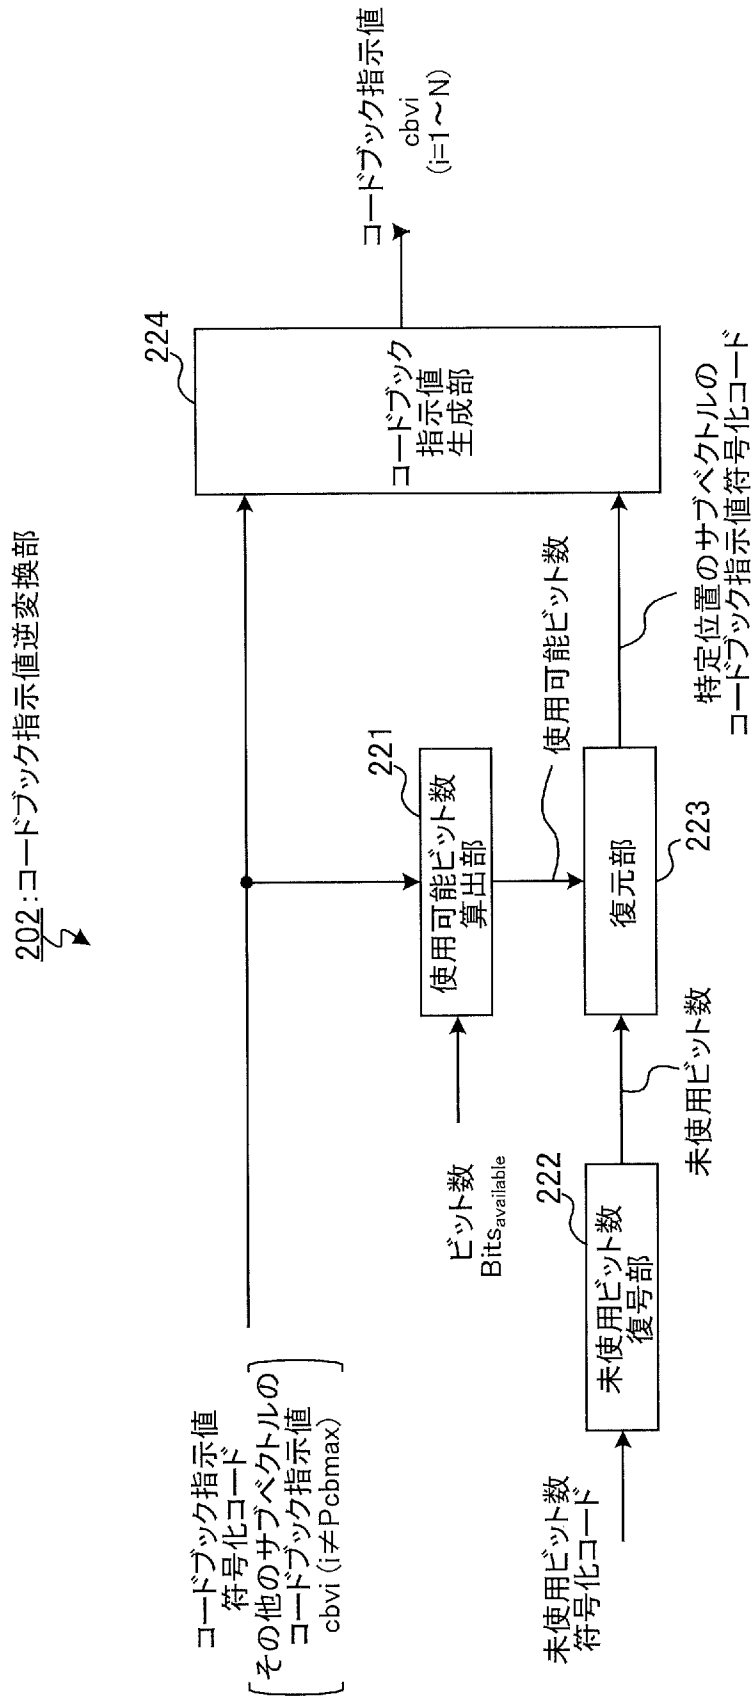 202:コードブック指示値逆変換部
コードブック指示値
符号化コード
その他のサブベクトルの
コードブック指示値
cbvi (i≠Pcbmax)
ビット数
Bitsavailable
221
使用可能ビット数
算出部
使用可能ビット数
未使用ビット数
符号化コード
222
未使用ビット数
復号部
未使用ビット数
223
復元部
特定位置のサブベクトルの
コードブック指示値符号化コード
224
コードブック
指示値
生成部
コードブック指示値
cbvi
(i=1~N)